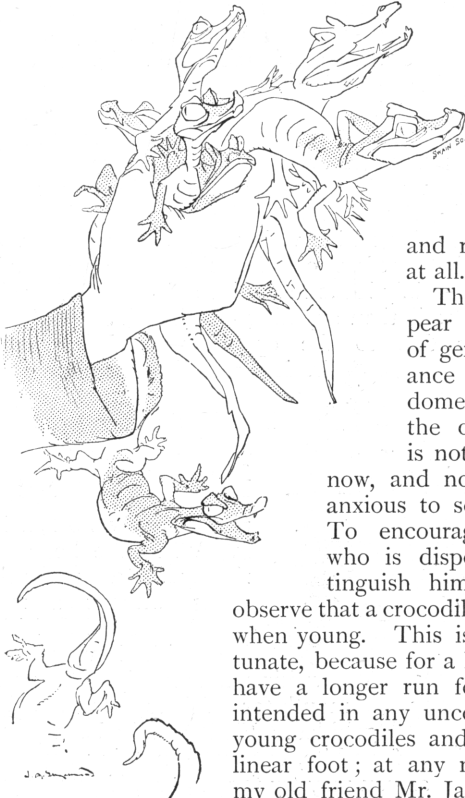 and
at all.
Th
pear
of ge
ance
dome
the
is not
now, and no
anxious to s
To encourag
who is disp
tinguish him
observe that a crocodil
when young. This is
tunate, because for a
have a longer run f
intended in any unc
young crocodiles and
linear foot; at any
my old friend Mr. Ja